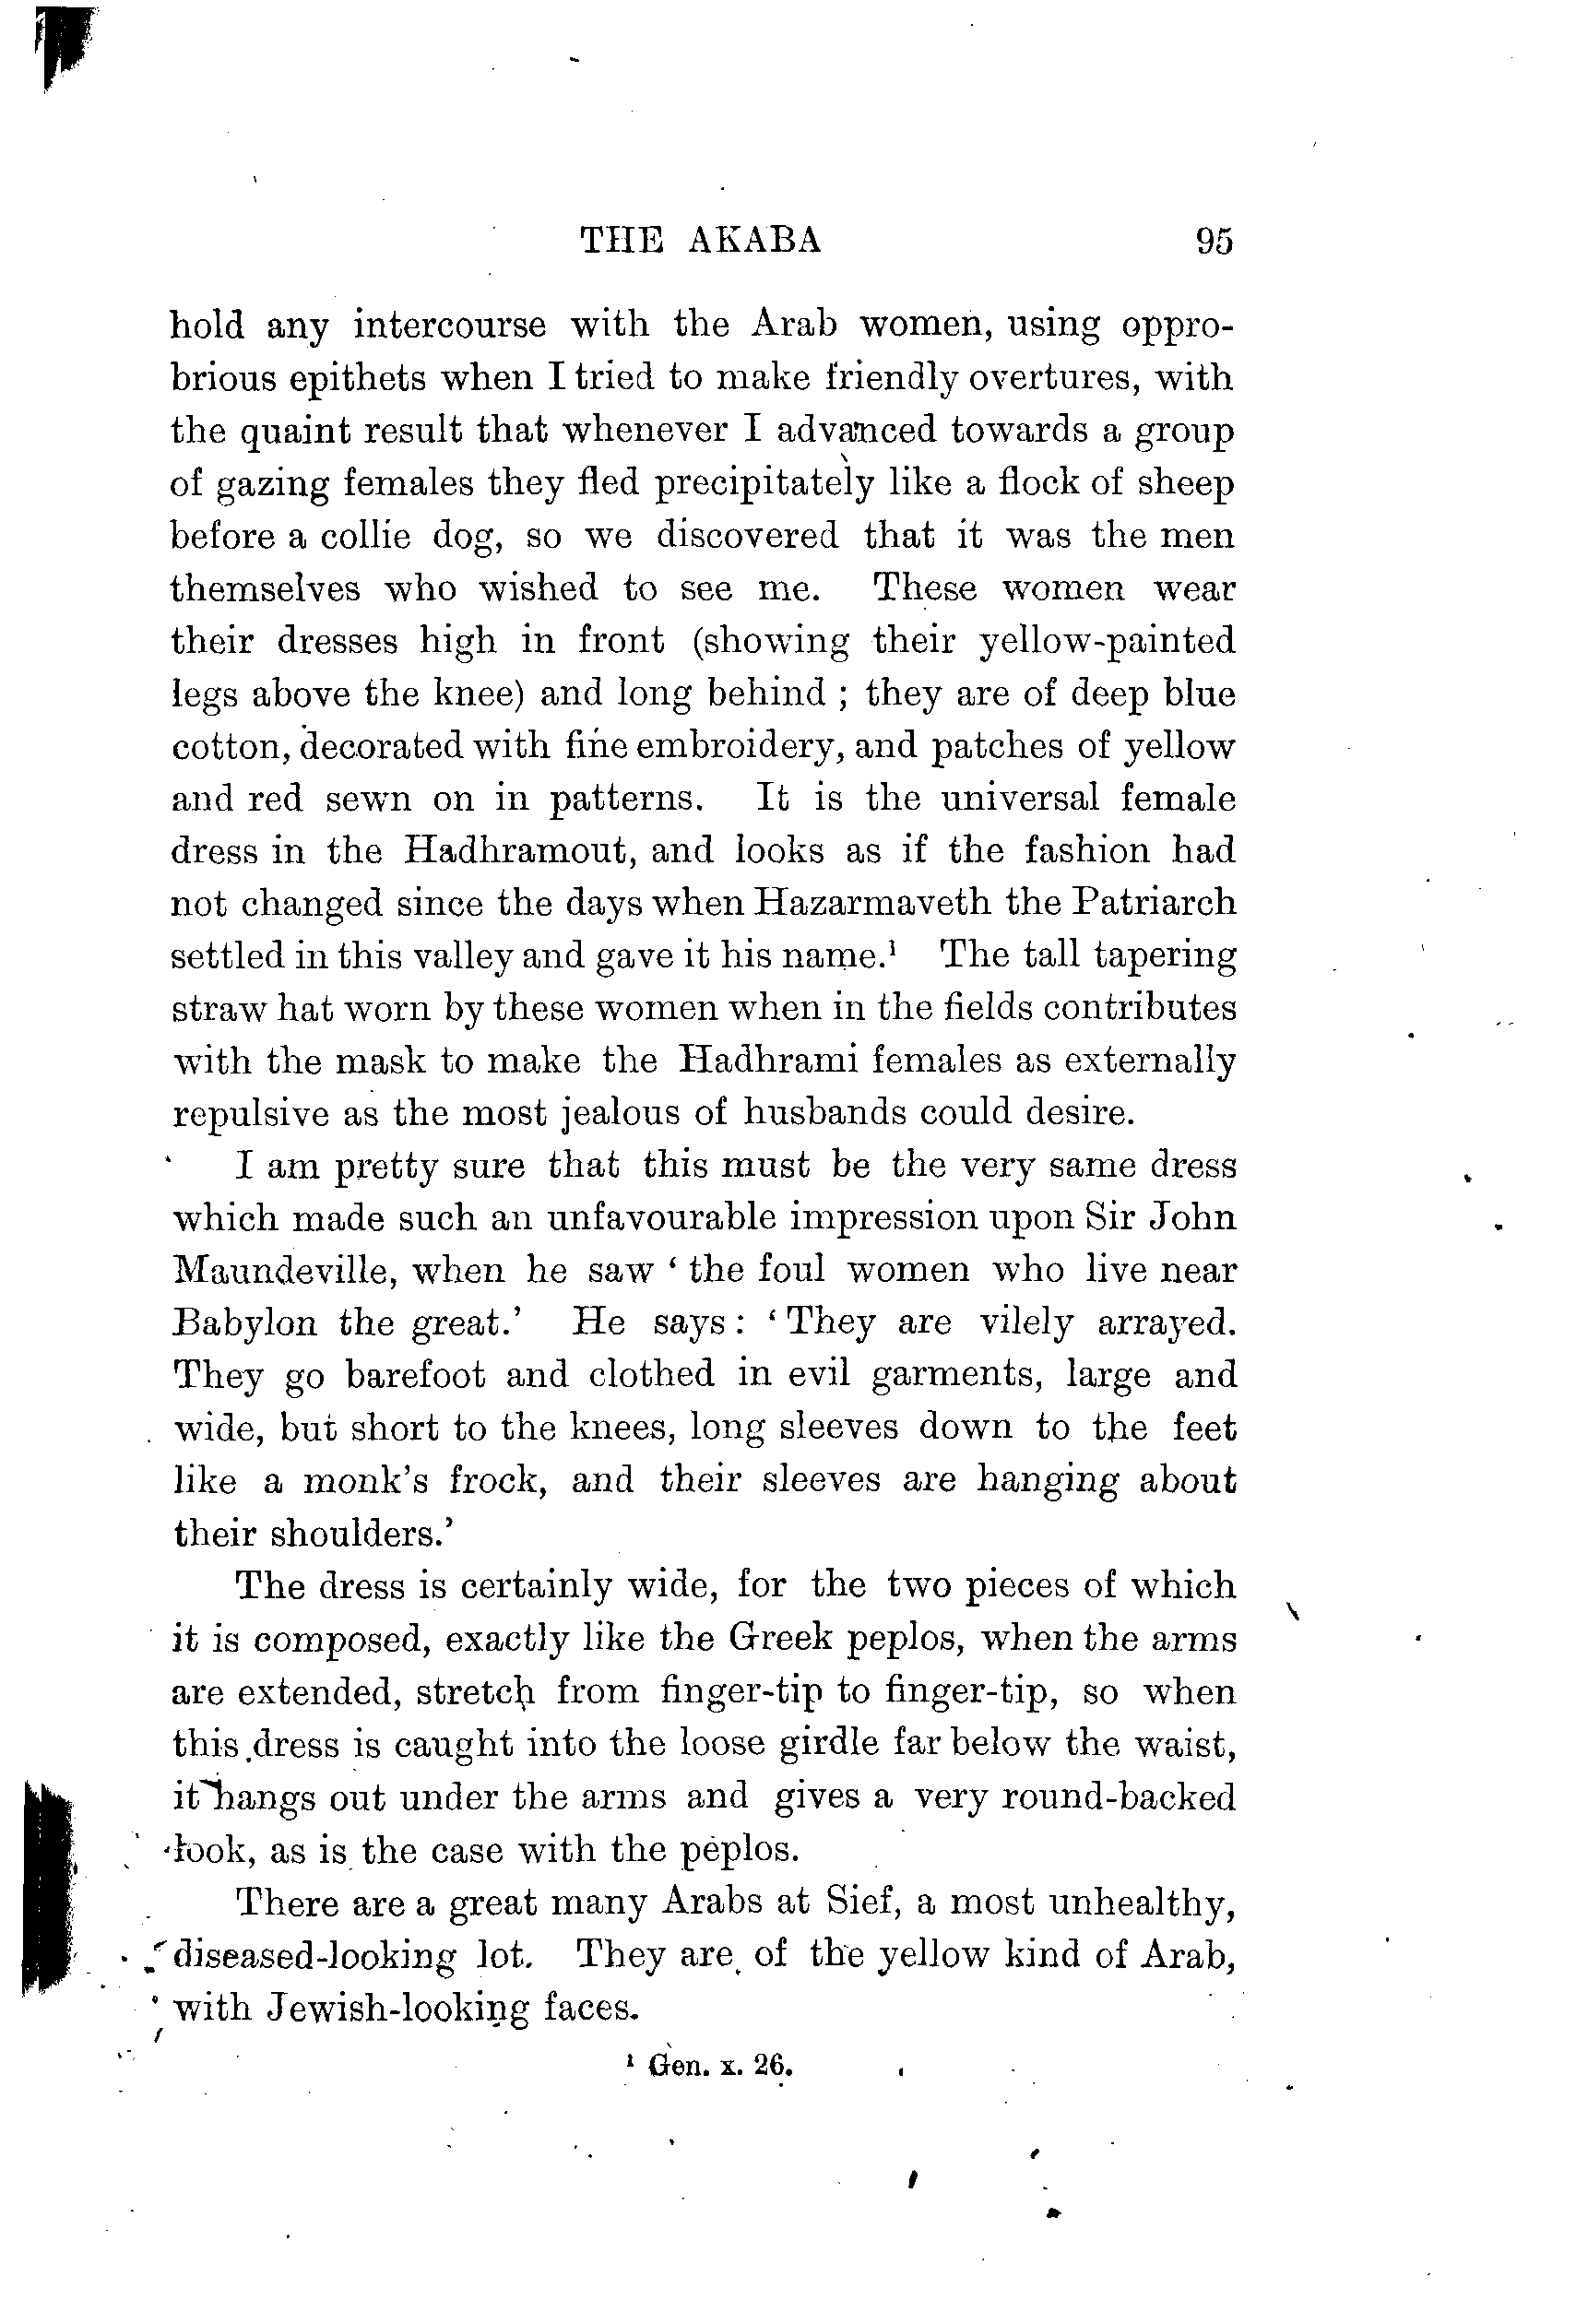 THE AKABA 95
hold any intercourse with the Arab women, using oppro-
brious epithets when I tried to make friendly overtures, with
the quaint result that whenever I advanced towards a group
of gazing females they fled precipitately like a flock of sheep
before a collie dog, so we discovered that it was the men
themselves who wished to see me. These women wear
their dresses high in front (showing their yellow-painted
legs above the knee) and long behind ; they are of deep blue
cotton, decorated with fine embroidery, and patches of yellow
and red sewn on in patterns. It is the universal female
dress in the Hadhramout, and looks as if the fashion had
not changed since the days when Hazarmaveth the Patriarch
settled in this valley and gave it his name.¹ The tall tapering
straw hat worn by these women when in the fields contributes
with the mask to make the Hadhrami females as externally
repulsive as the most jealous of husbands could desire.
I am pretty sure that this must be the very same dress
which made such an unfavourable impression upon Sir John
Maundeville, when he saw ‘ the foul women who live near
Babylon the great.’ He says : ‘ They are vilely arrayed.
They go barefoot and clothed in evil garments, large and
wide, but short to the knees, long sleeves down to the feet
like a monk’s frock, and their sleeves are hanging about
their shoulders.’
The dress is certainly wide, for the two pieces of which
it is composed, exactly like the Greek peplos, when the arms
are extended, stretch from finger-tip to finger-tip, so when
this dress is caught into the loose girdle far below the waist,
it hangs out under the arms and gives a very round-backed
look, as is the case with the peplos.
There are a great many Arabs at Sief, a most unhealthy,
diseased-looking lot. They are of the yellow kind of Arab,
with Jewish-looking faces.
¹ Gen. x. 26.